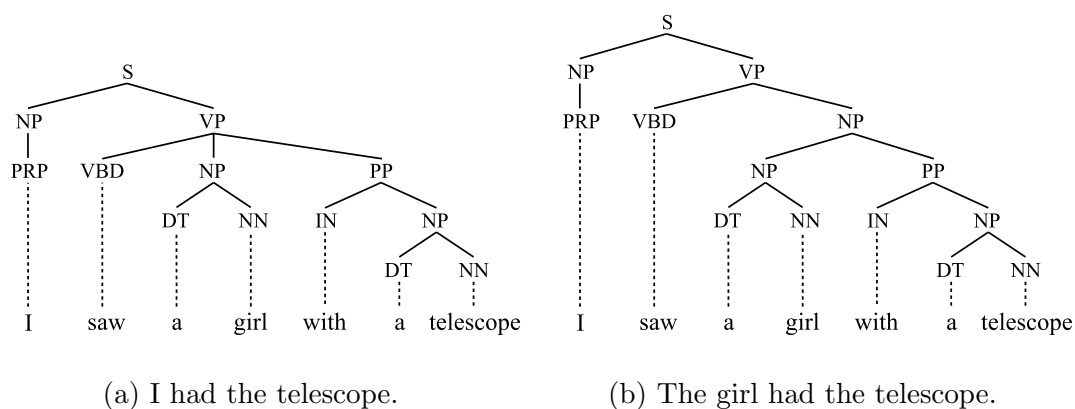 S
NP VP
PRP VBD NP PP
DT NN IN NP
DT NN
I saw a girl with a telescope
(a) I had the telescope.
S
NP VP
PRP VBD NP
NP PP
DT NN IN NP
DT NN
I saw a girl with a telescope
(b) The girl had the telescope.